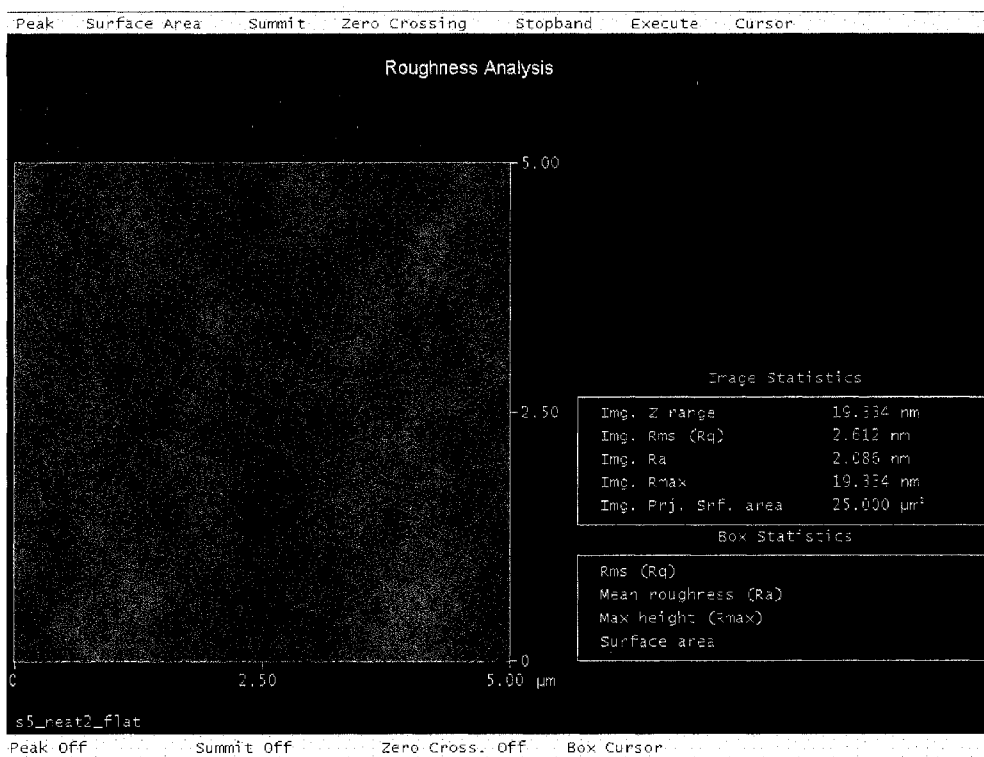 Peak Surface Area Summit Zero Crossing Stopband Execute Cursor
Roughness Analysis
5.00
2.50
0
0 2.50 5.00 µm
Image Statistics
Img. Z range 19.334 nm
Img. Rms (Rq) 2.612 nm
Img. Ra 2.086 nm
Img. Rmax 19.334 nm
Img. Prj. Srf. area 25.000 µm²
Box Statistics
Rms (Rq)
Mean roughness (Ra)
Max height (Rmax)
Surface area
s5_neat2_flat
Peak Off Summit Off Zero Cross. Off Box Cursor